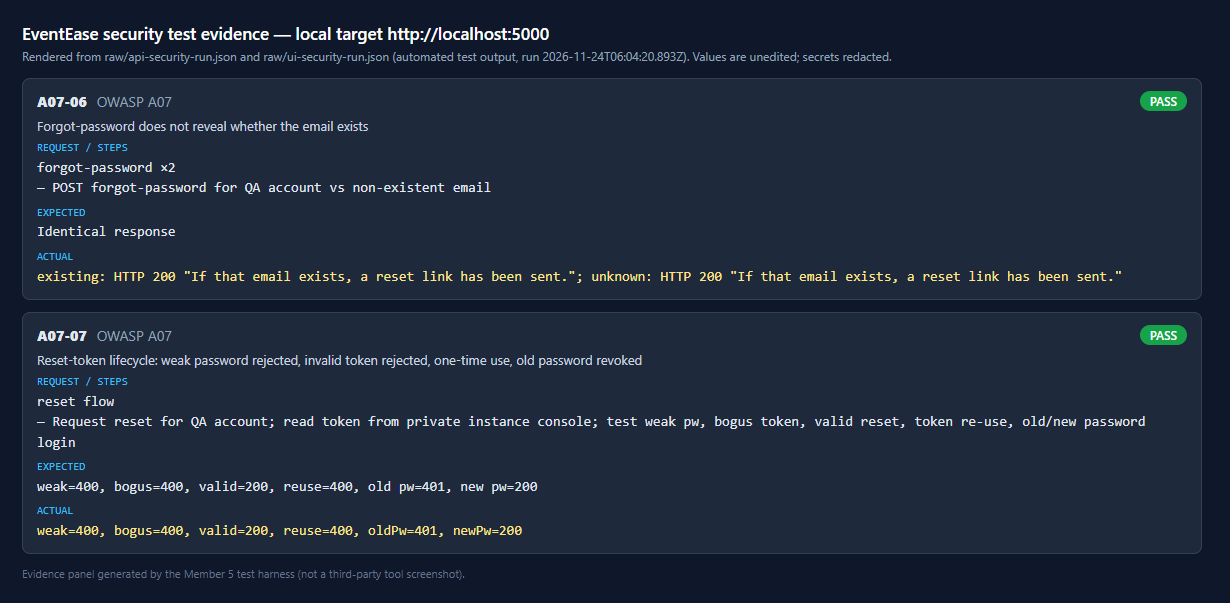 EventEase security test evidence — local target http://localhost:5000
Rendered from raw/api-security-run.json and raw/ui-security-run.json (automated test output, run 2026-11-24T06:04:20.893Z). Values are unedited; secrets redacted.
A07-06 OWASP A07 PASS
Forgot-password does not reveal whether the email exists
REQUEST / STEPS
forgot-password ×2
— POST forgot-password for QA account vs non-existent email
EXPECTED
Identical response
ACTUAL
existing: HTTP 200 "If that email exists, a reset link has been sent."; unknown: HTTP 200 "If that email exists, a reset link has been sent."
A07-07 OWASP A07 PASS
Reset-token lifecycle: weak password rejected, invalid token rejected, one-time use, old password revoked
REQUEST / STEPS
reset flow
— Request reset for QA account; read token from private instance console; test weak pw, bogus token, valid reset, token re-use, old/new password
login
EXPECTED
weak=400, bogus=400, valid=200, reuse=400, old pw=401, new pw=200
ACTUAL
weak=400, bogus=400, valid=200, reuse=400, oldPw=401, newPw=200
Evidence panel generated by the Member 5 test harness (not a third-party tool screenshot).